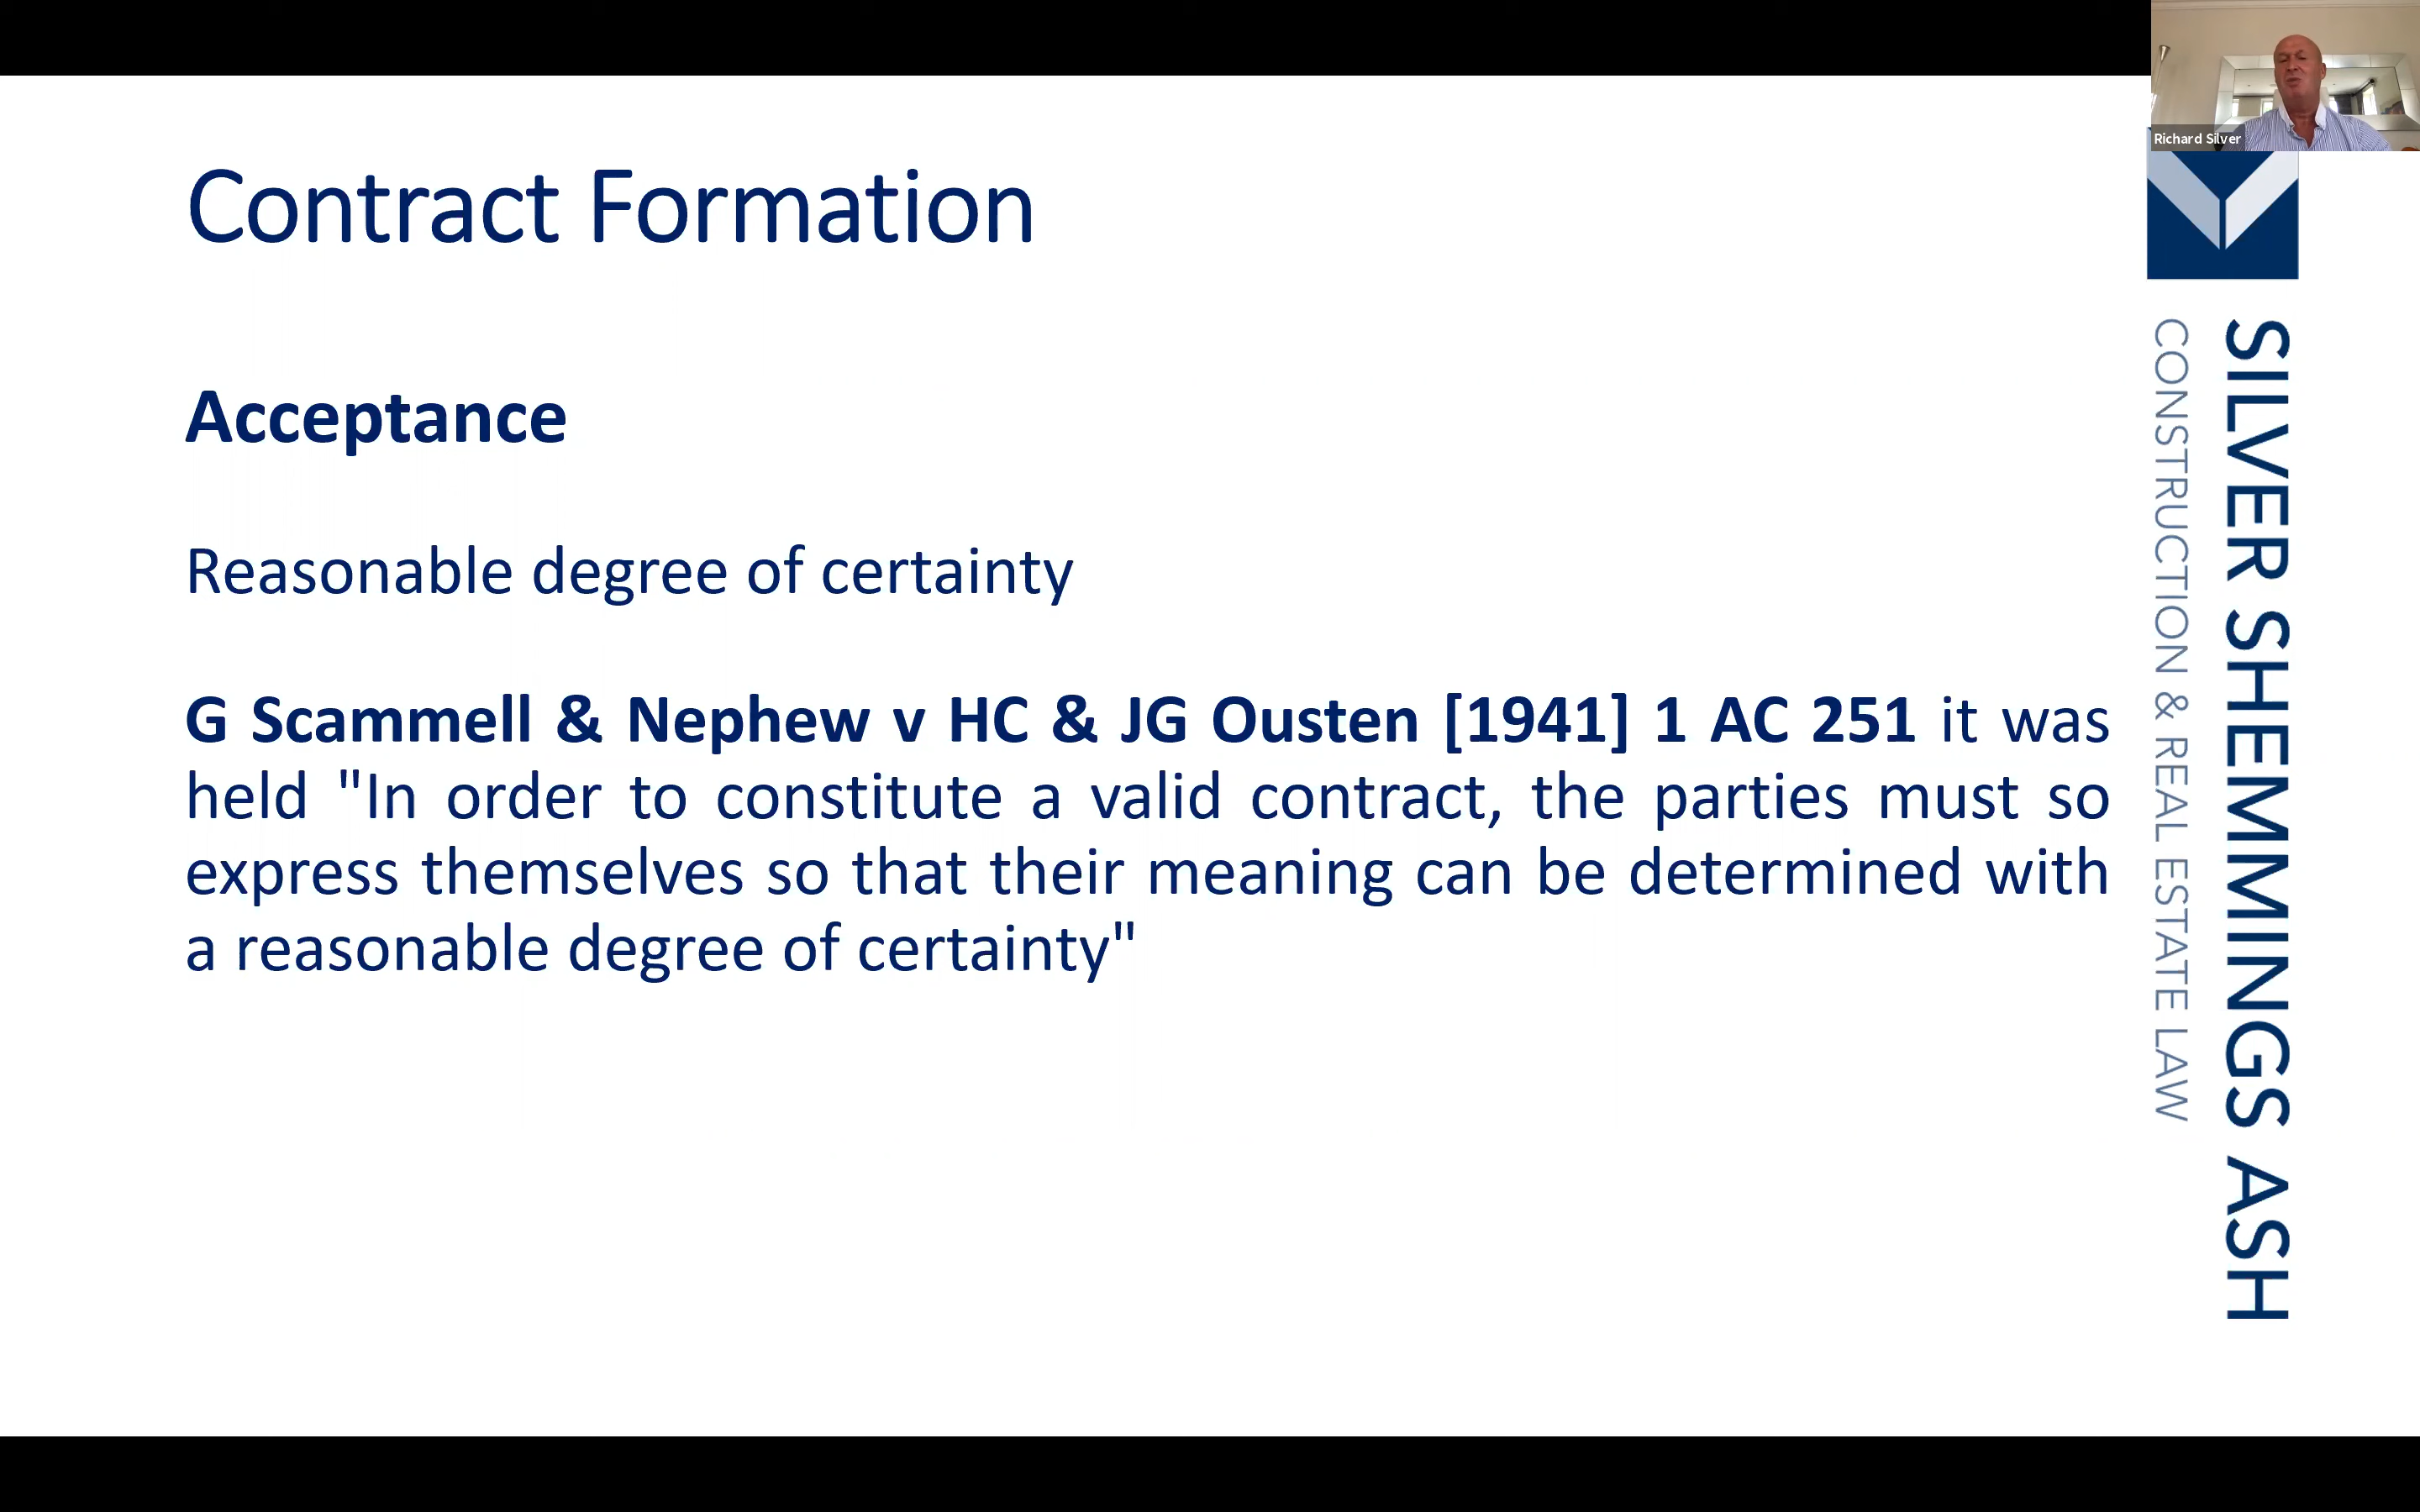 Richard Silver
Contract Formation
Acceptance
Reasonable degree of certainty
G Scammell & Nephew v HC & JG Ousten [1941] 1 AC 251 it was
held "In order to constitute a valid contract, the parties must so
express themselves so that their meaning can be determined with
a reasonable degree of certainty"
SILVER SHEMMINGS ASH
CONSTRUCTION & REAL ESTATE LAW